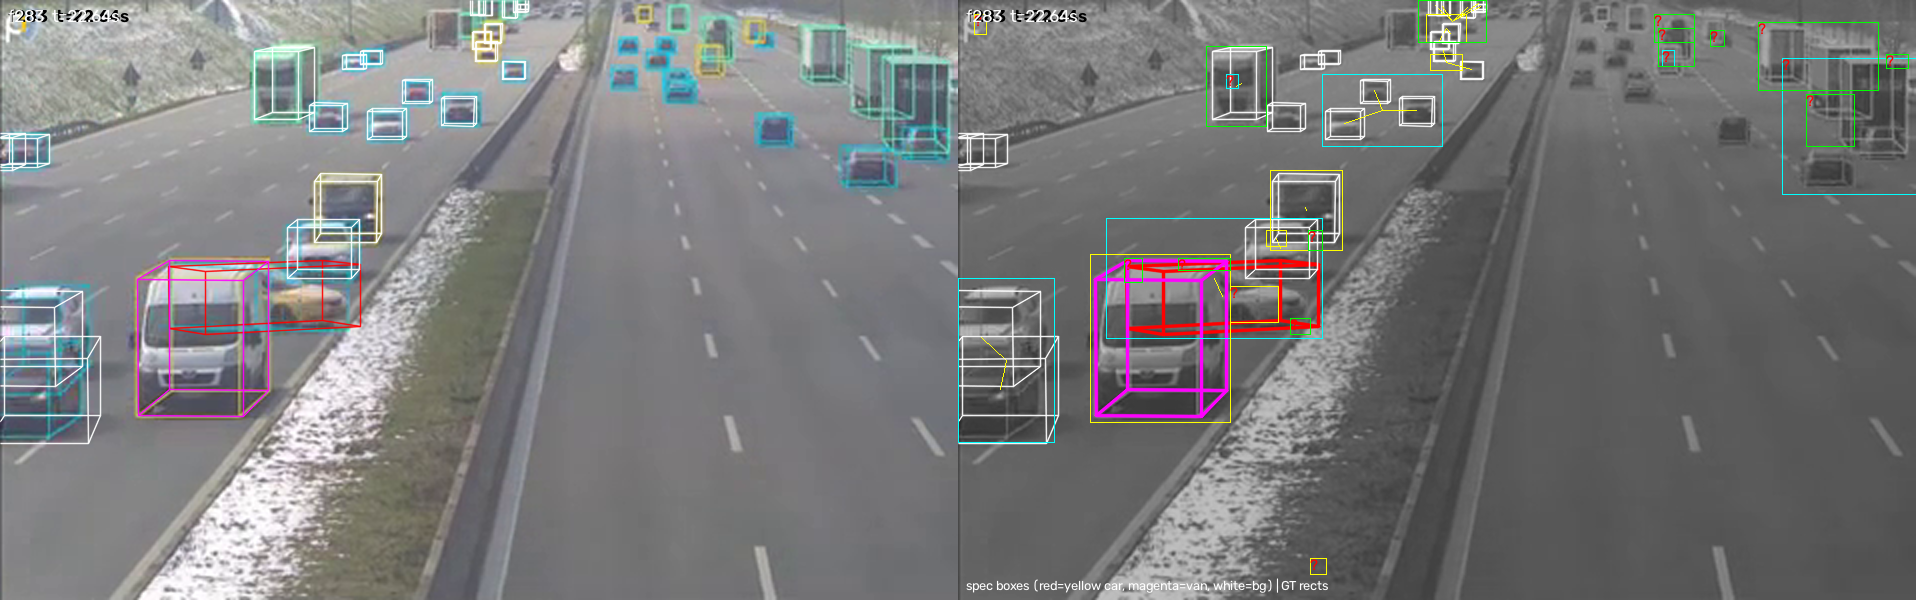 f283 t=22.64s
f283 t=22.64s
spec boxes (red=yellow car, magenta=van, white=bg) | GT rects